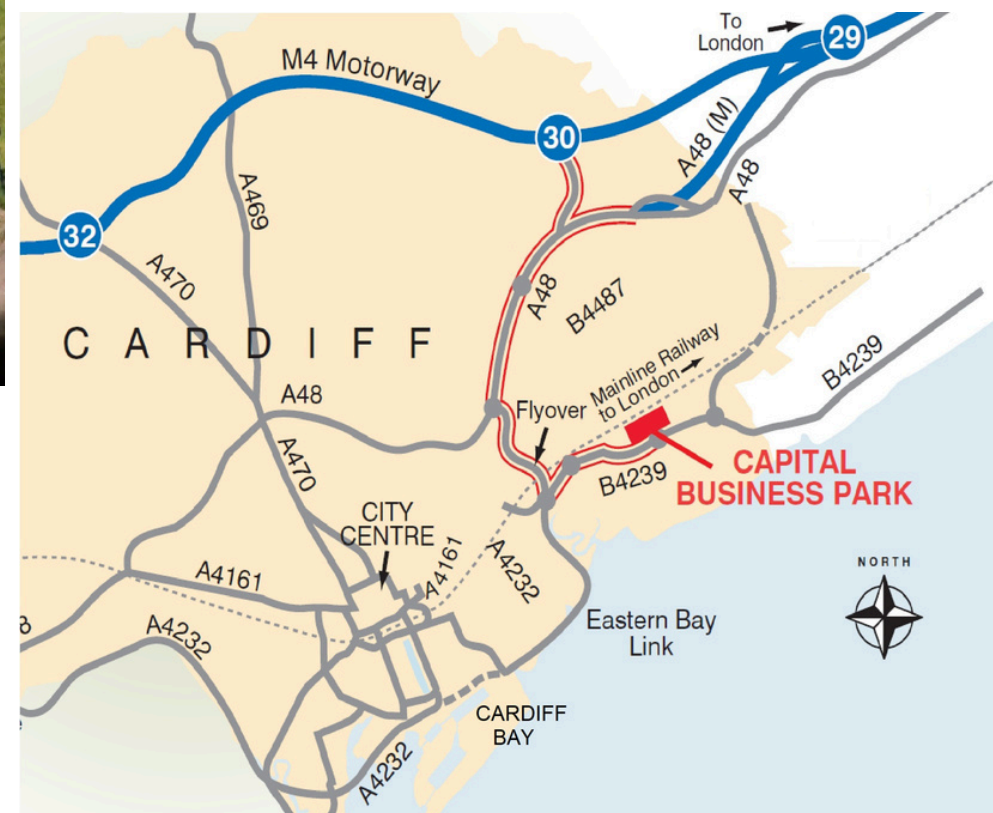 To
London
29
M4 Motorway
30
A48 (M)
A48
A469
32
A470
A48
B4487
CARDIFF
Mainline Railway
to London
B4239
A48
Flyover
A470
B4239
CAPITAL
BUSINESS PARK
CITY
CENTRE
A4161
A4232
NORTH
A4161
A4232
Eastern Bay
Link
CARDIFF
BAY
A4232